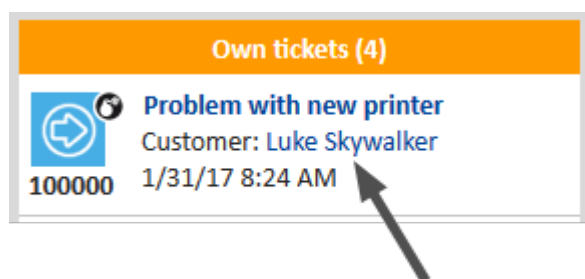 Own tickets (4)
Problem with new printer
Customer: Luke Skywalker
100000
1/31/17 8:24 AM